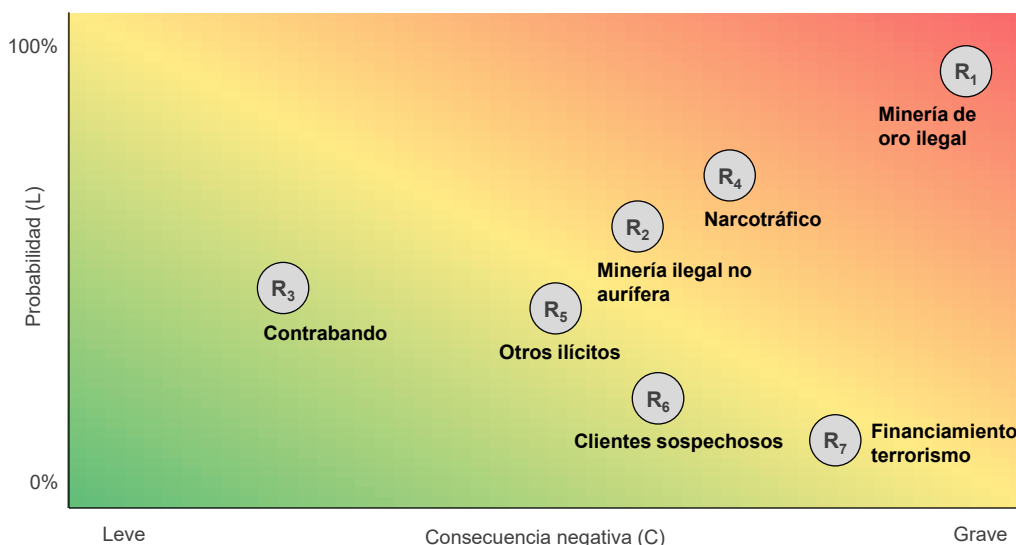 100%
R1
Minería de
oro ilegal
R4
Narcotráfico
R2
Minería ilegal no
aurífera
R3
Contrabando
R5
Otros ilícitos
R6
Clientes sospechosos
R7
Financiamiento
terrorismo
Probabilidad (L)
0%
Leve
Consecuencia negativa (C)
Grave